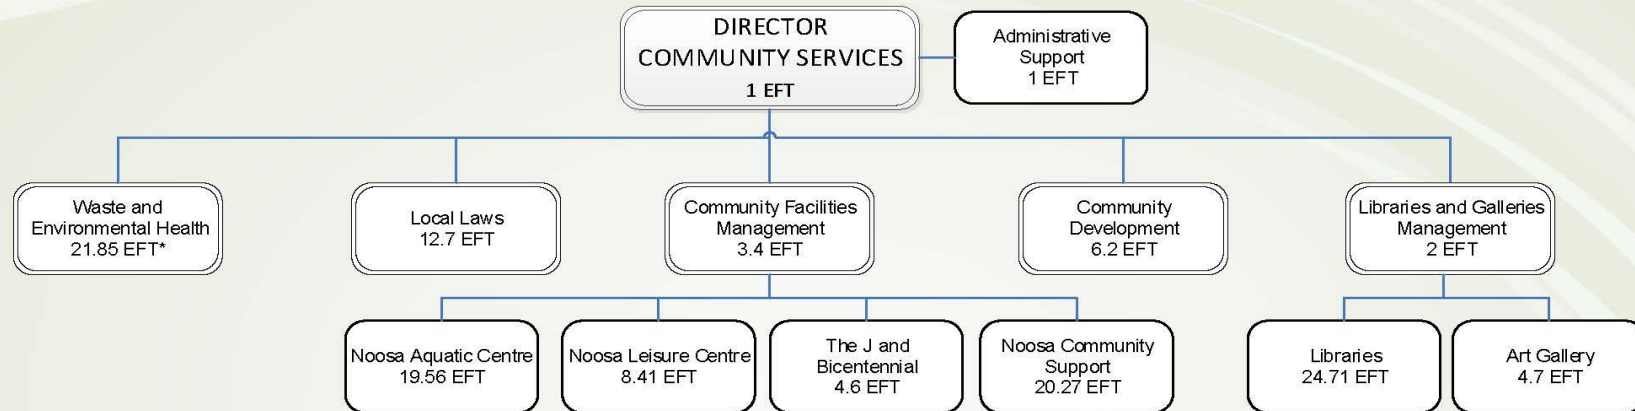 DIRECTOR
COMMUNITY SERVICES
1 EFT
Administrative
Support
1 EFT
Waste and
Environmental Health
21.85 EFT*
Local Laws
12.7 EFT
Community Facilities
Management
3.4 EFT
Community
Development
6.2 EFT
Libraries and Galleries
Management
2 EFT
Noosa Aquatic Centre
19.56 EFT
Noosa Leisure Centre
8.41 EFT
The J and
Bicentennial
4.6 EFT
Noosa Community
Support
20.27 EFT
Libraries
24.71 EFT
Art Gallery
4.7 EFT